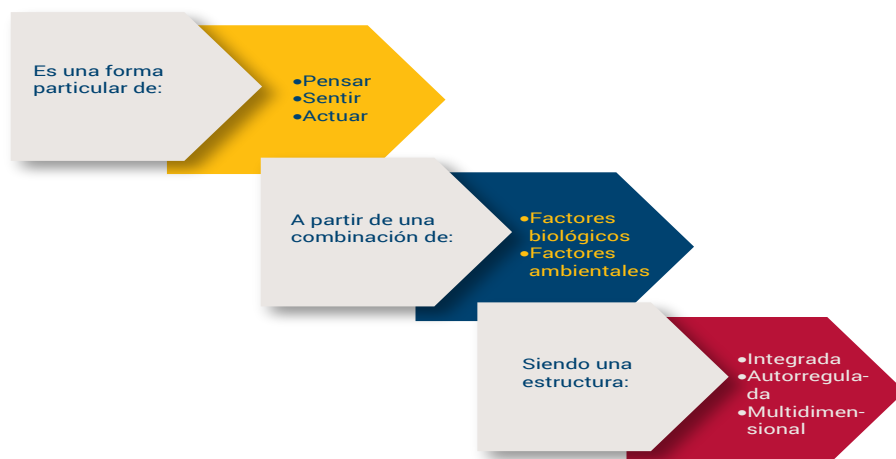 Es una forma
particular de:
•Pensar
•Sentir
•Actuar
A partir de una
combinación de:
•Factores
biológicos
•Factores
ambientales
Siendo una
estructura:
•Integrada
•Autorregula-
da
•Multidimen-
sional